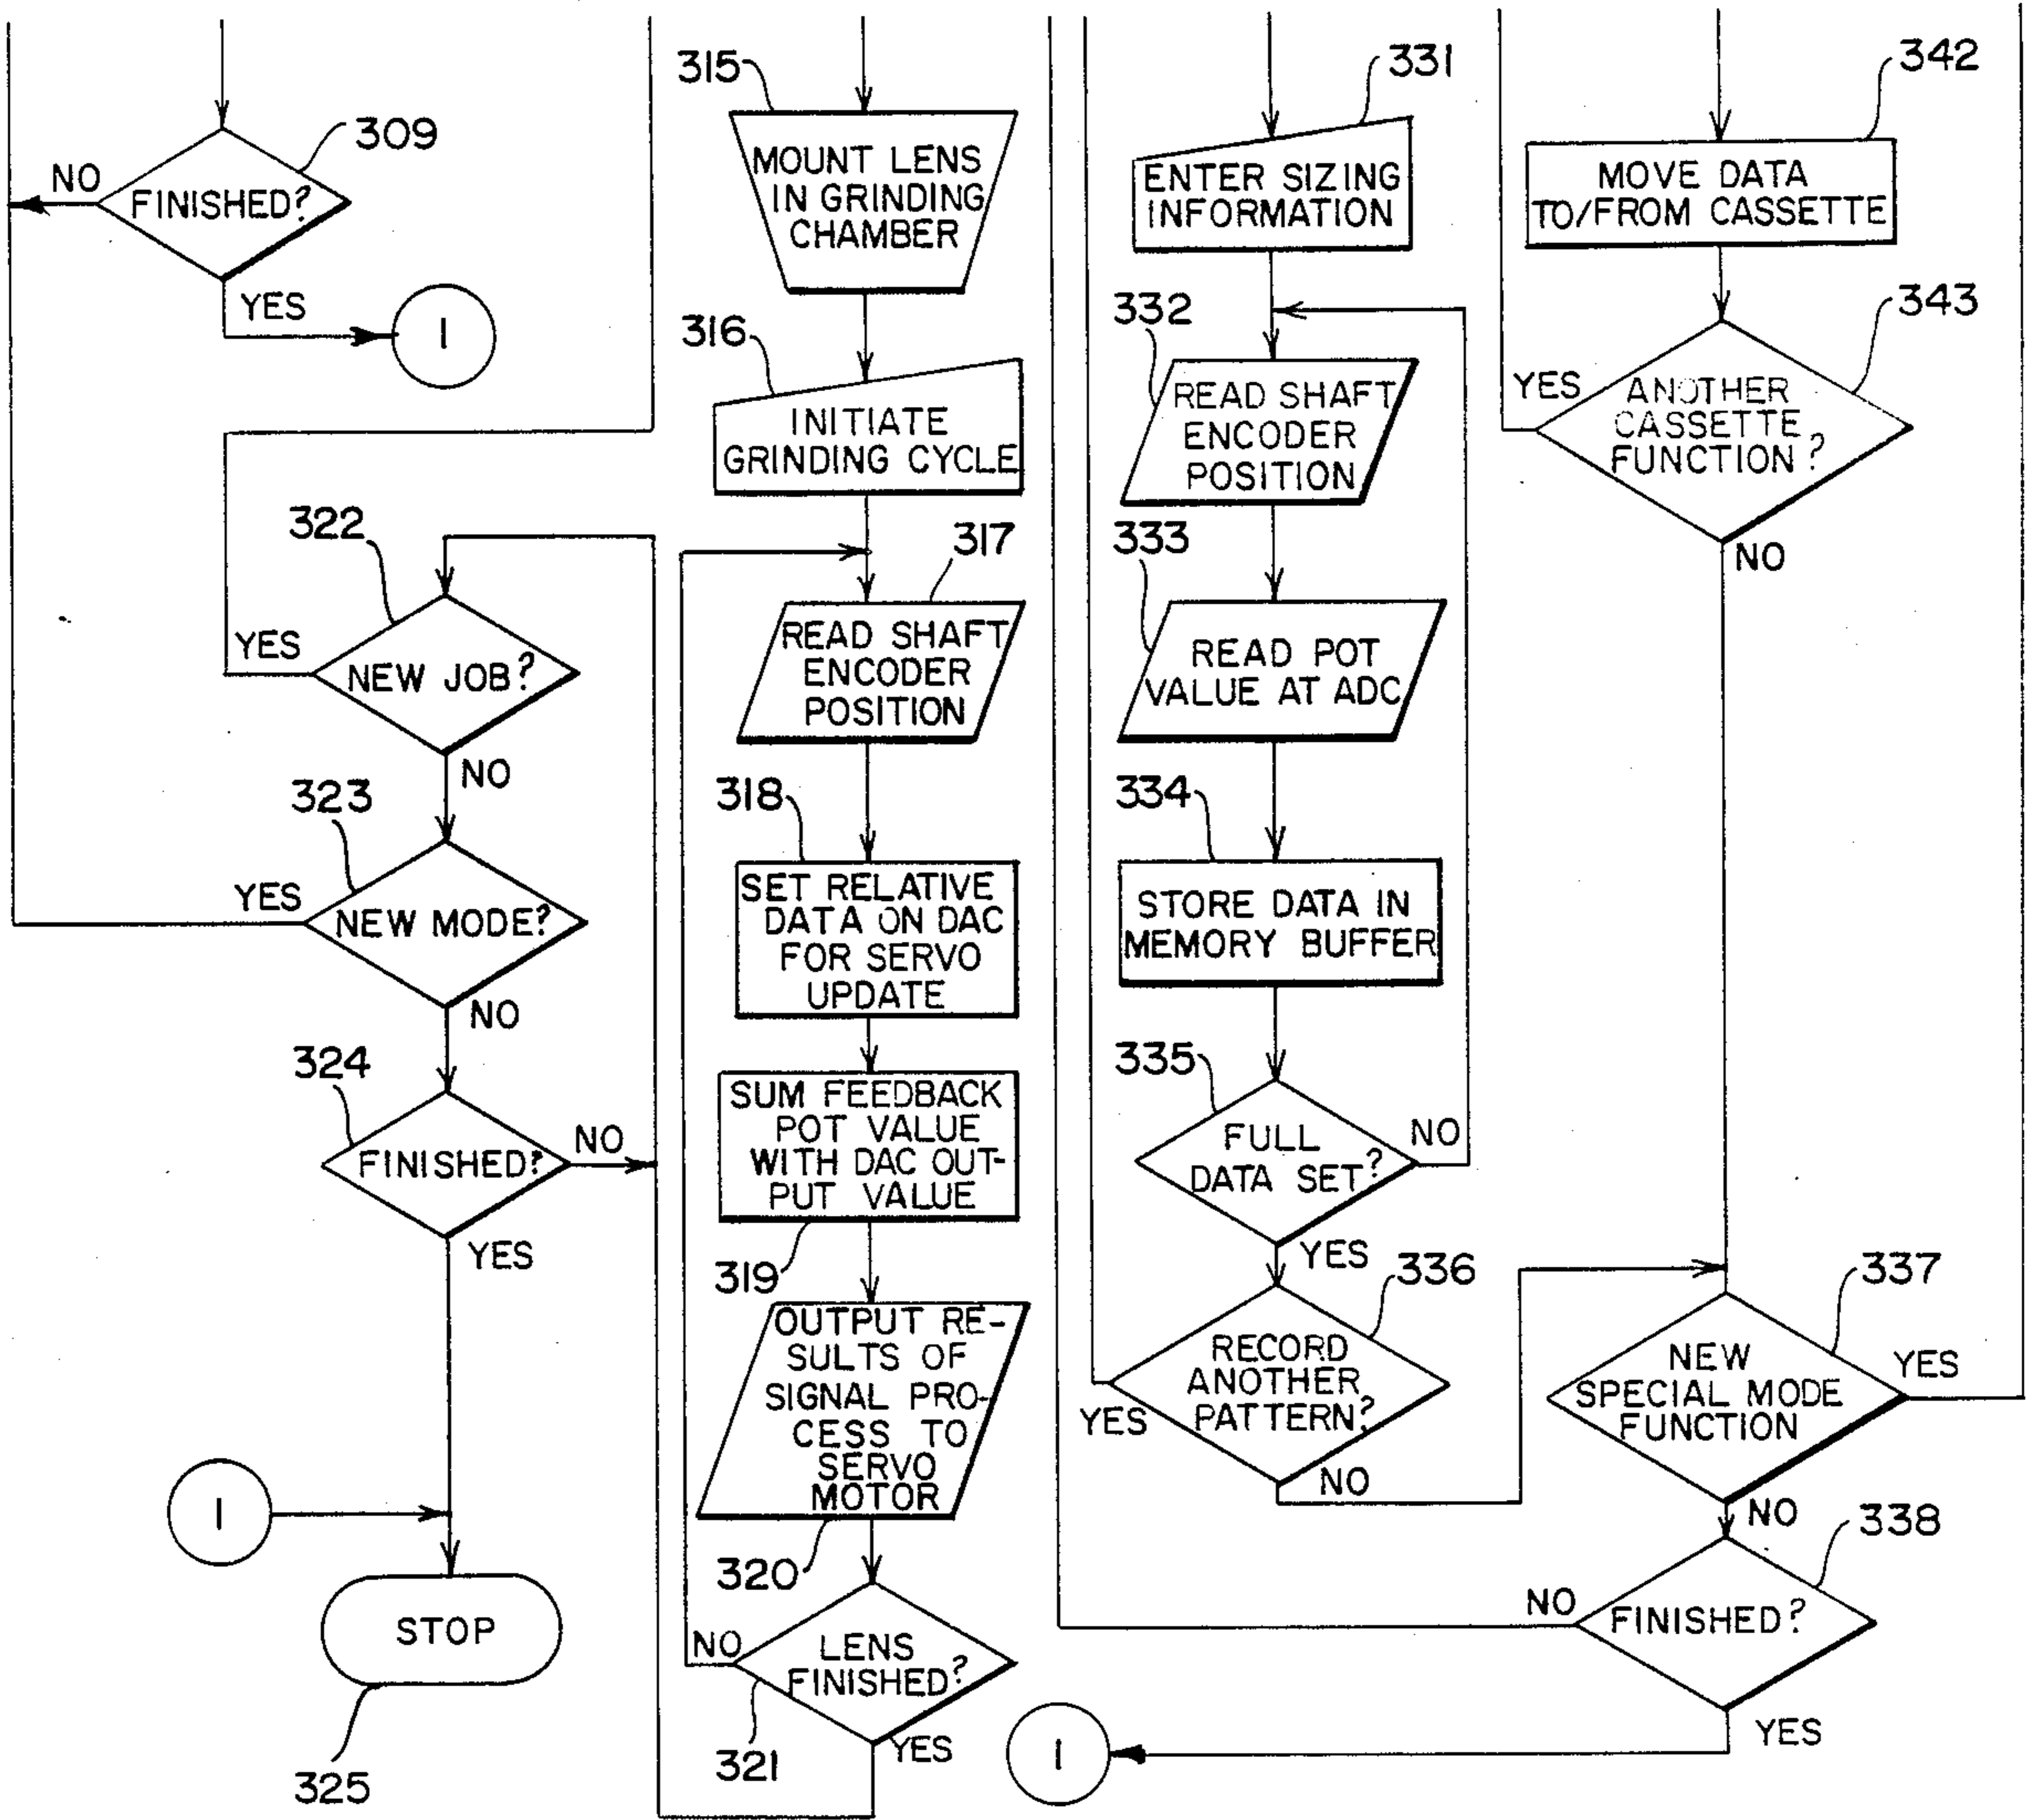 309
NO
FINISHED?
YES
1
322
YES
NEW JOB?
NO
323
YES
NEW MODE?
NO
324
FINISHED?
NO
YES
1
STOP
325
315
MOUNT LENS
IN GRINDING
CHAMBER
316
INITIATE
GRINDING CYCLE
317
READ SHAFT
ENCODER
POSITION
318
SET RELATIVE
DATA ON DAC
FOR SERVO
UPDATE
SUM FEEDBACK
POT VALUE
WITH DAC OUT-
PUT VALUE
319
OUTPUT RE-
SULTS OF
SIGNAL PRO-
CESS TO
SERVO
MOTOR
320
NO
LENS
FINISHED?
321
YES
331
ENTER SIZING
INFORMATION
332
READ SHAFT
ENCODER
POSITION
333
READ POT
VALUE AT ADC
334
STORE DATA IN
MEMORY BUFFER
335
FULL
DATA SET?
NO
YES
336
RECORD
ANOTHER
PATTERN?
YES
NO
342
MOVE DATA
TO/FROM CASSETTE
343
YES
ANOTHER
CASSETTE
FUNCTION?
NO
337
NEW
SPECIAL MODE
FUNCTION
YES
NO
338
NO
FINISHED?
YES
1